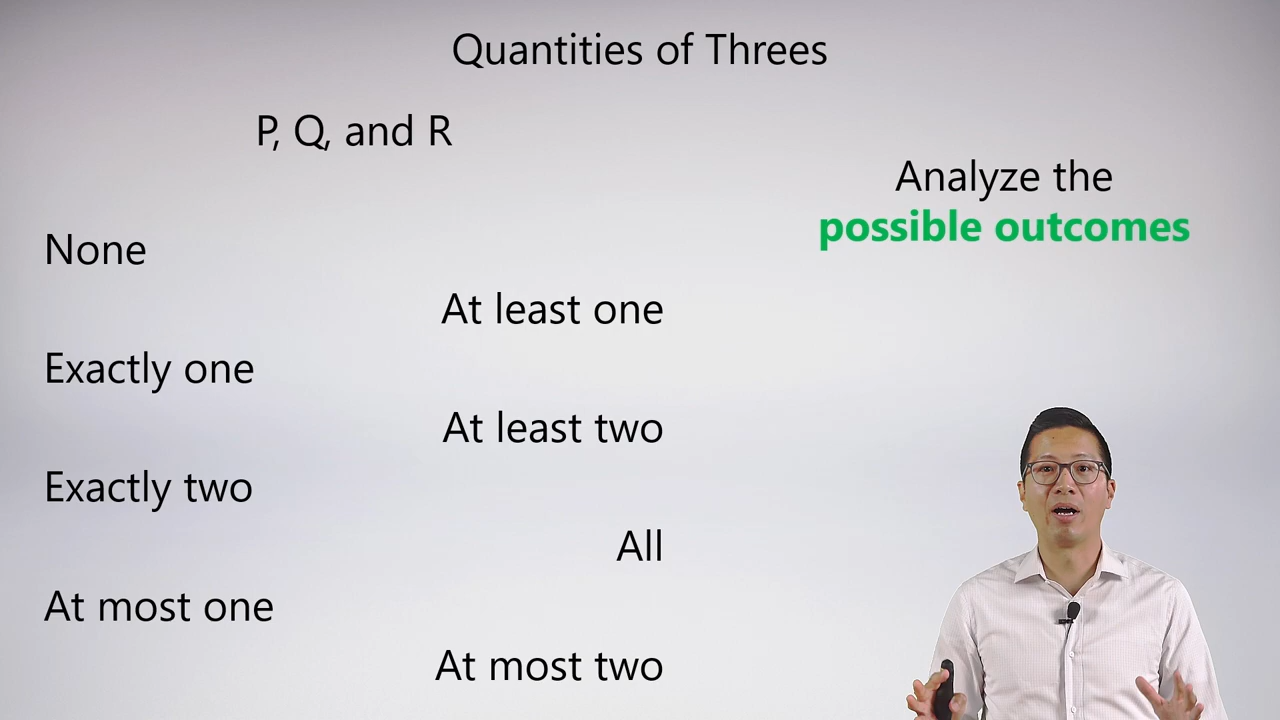 Quantities of Threes
P, Q, and R
Analyze the
possible outcomes
None
At least one
Exactly one
At least two
Exactly two
All
At most one
At most two